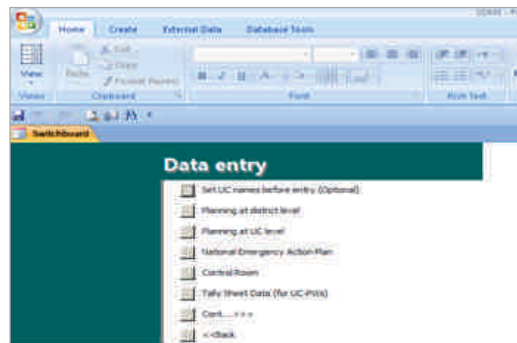 Home Create External Data Database Tools
View Paste Cut
Copy
Format Painter
Views Clipboard Font Rich Text
Switchboard
Data entry
Set UC names before entry (Optional)
Planning at district level
Planning at UC level
National Emergency Action Plan
Control Room
Tally Sheet Data (for UC-PWs)
Cont....>>>
<<Back